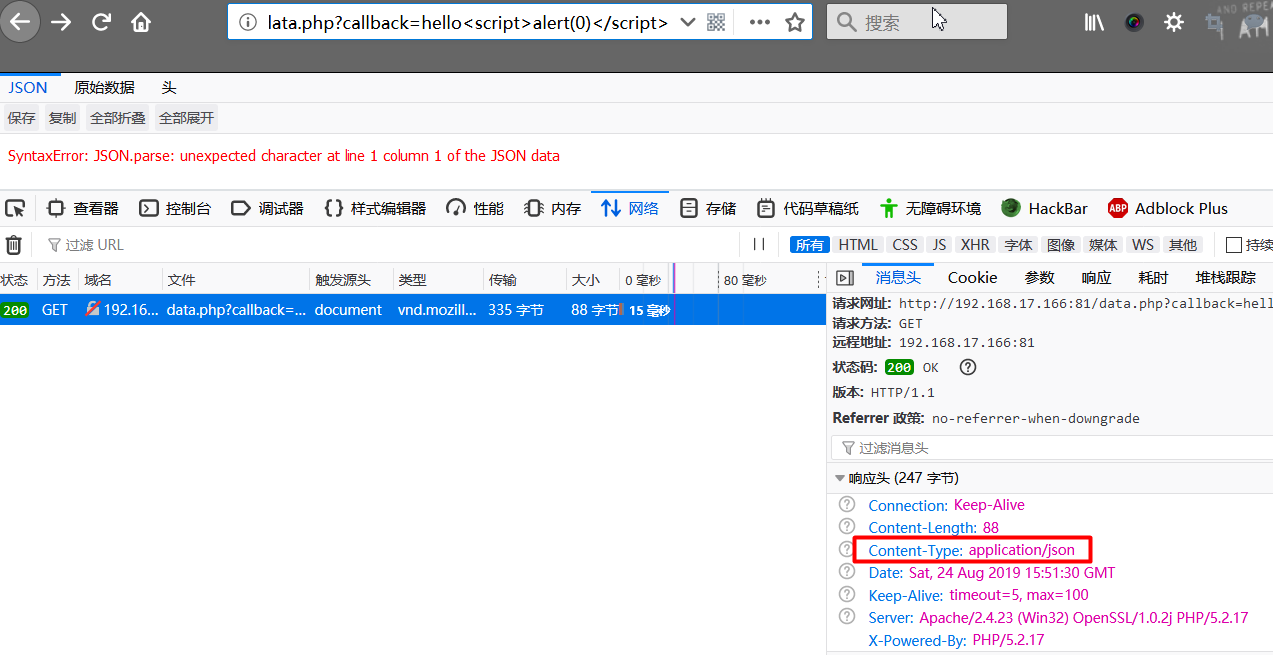 lata.php?callback=hello<script>alert(0)</script>
搜索
AND REPEA
JSON 原始数据 头
保存 复制 全部折叠 全部展开
SyntaxError: JSON.parse: unexpected character at line 1 column 1 of the JSON data
查看器 控制台 调试器 {} 样式编辑器 性能 内存 网络 存储 代码草稿纸 无障碍环境 HackBar ABP Adblock Plus
过滤 URL 所有 HTML CSS JS XHR 字体 图像 媒体 WS 其他 持续
状态 方法 域名 文件 触发源头 类型 传输 大小 0 毫秒 80 毫秒
消息头 Cookie 参数 响应 耗时 堆栈跟踪
200 GET 192.16... data.php?callback=... document vnd.mozill... 335 字节 88 字节 15 毫秒
请求网址: http://192.168.17.166:81/data.php?callback=hell
请求方法: GET
远程地址: 192.168.17.166:81
状态码: 200 OK
版本: HTTP/1.1
Referrer 政策: no-referrer-when-downgrade
过滤消息头
响应头 (247 字节)
Connection: Keep-Alive
Content-Length: 88
Content-Type: application/json
Date: Sat, 24 Aug 2019 15:51:30 GMT
Keep-Alive: timeout=5, max=100
Server: Apache/2.4.23 (Win32) OpenSSL/1.0.2j PHP/5.2.17
X-Powered-By: PHP/5.2.17